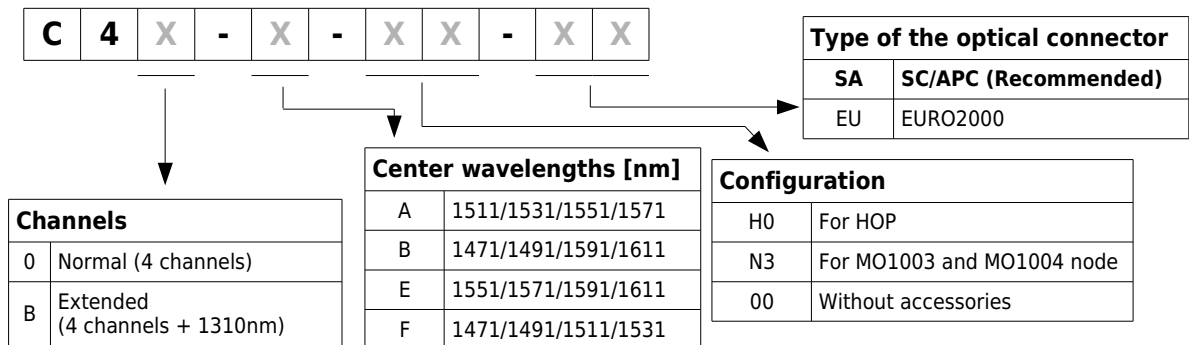 C 4 X - X - X X - X X
Type of the optical connector
SA SC/APC (Recommended)
EU EURO2000
Center wavelengths [nm]
A 1511/1531/1551/1571
B 1471/1491/1591/1611
E 1551/1571/1591/1611
F 1471/1491/1511/1531
Configuration
H0 For HOP
N3 For MO1003 and MO1004 node
00 Without accessories
Channels
0 Normal (4 channels)
B Extended
(4 channels + 1310nm)